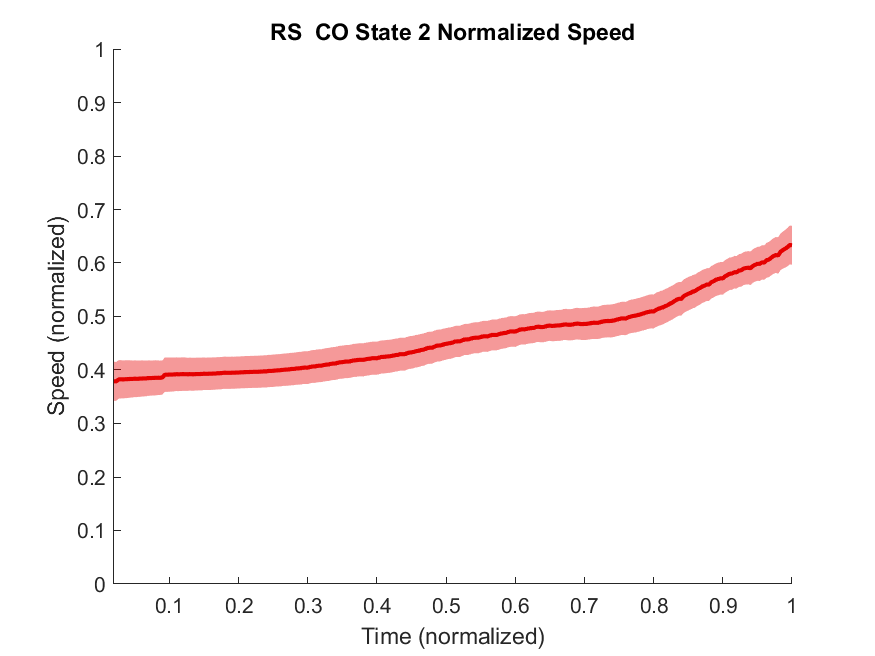 RS  CO State 2 Normalized Speed
1
0.9
0.8
0.7
0.6
0.5
0.4
0.3
0.2
0.1
0
Speed (normalized)
0.1 0.2 0.3 0.4 0.5 0.6 0.7 0.8 0.9 1
Time (normalized)